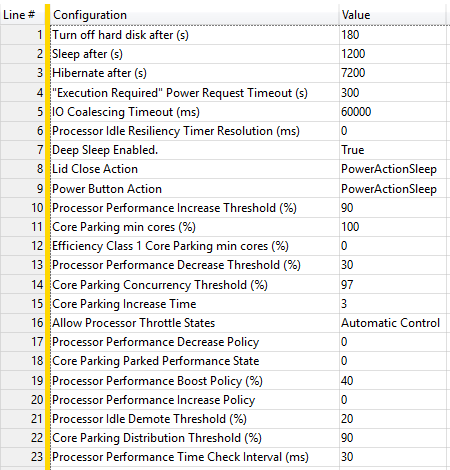 Line # Configuration Value
1 Turn off hard disk after (s) 180
2 Sleep after (s) 1200
3 Hibernate after (s) 7200
4 "Execution Required" Power Request Timeout (s) 300
5 IO Coalescing Timeout (ms) 60000
6 Processor Idle Resiliency Timer Resolution (ms) 0
7 Deep Sleep Enabled. True
8 Lid Close Action PowerActionSleep
9 Power Button Action PowerActionSleep
10 Processor Performance Increase Threshold (%) 90
11 Core Parking min cores (%) 100
12 Efficiency Class 1 Core Parking min cores (%) 0
13 Processor Performance Decrease Threshold (%) 30
14 Core Parking Concurrency Threshold (%) 97
15 Core Parking Increase Time 3
16 Allow Processor Throttle States Automatic Control
17 Processor Performance Decrease Policy 0
18 Core Parking Parked Performance State 0
19 Processor Performance Boost Policy (%) 40
20 Processor Performance Increase Policy 0
21 Processor Idle Demote Threshold (%) 20
22 Core Parking Distribution Threshold (%) 90
23 Processor Performance Time Check Interval (ms) 30